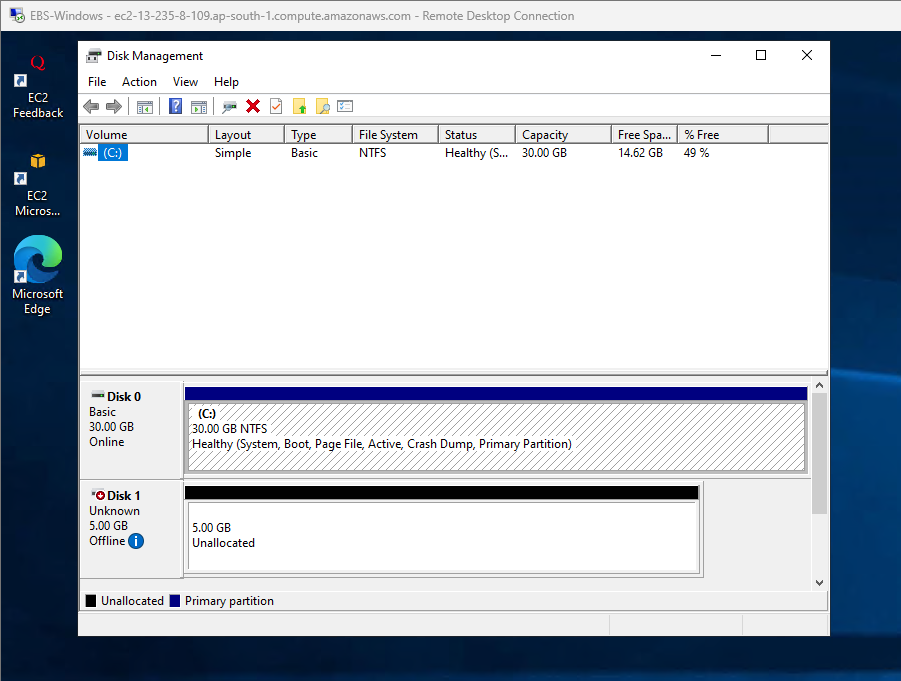 EBS-Windows - ec2-13-235-8-109.ap-south-1.compute.amazonaws.com - Remote Desktop Connection
Q
EC2
Feedback
EC2
Micros...
Microsoft
Edge
Disk Management
File Action View Help
?
Volume Layout Type File System Status Capacity Free Spa... % Free
(C:) Simple Basic NTFS Healthy (S... 30.00 GB 14.62 GB 49 %
Disk 0
Basic
30.00 GB
Online
(C:)
30.00 GB NTFS
Healthy (System, Boot, Page File, Active, Crash Dump, Primary Partition)
Disk 1
Unknown
5.00 GB
Offline i
5.00 GB
Unallocated
Unallocated Primary partition